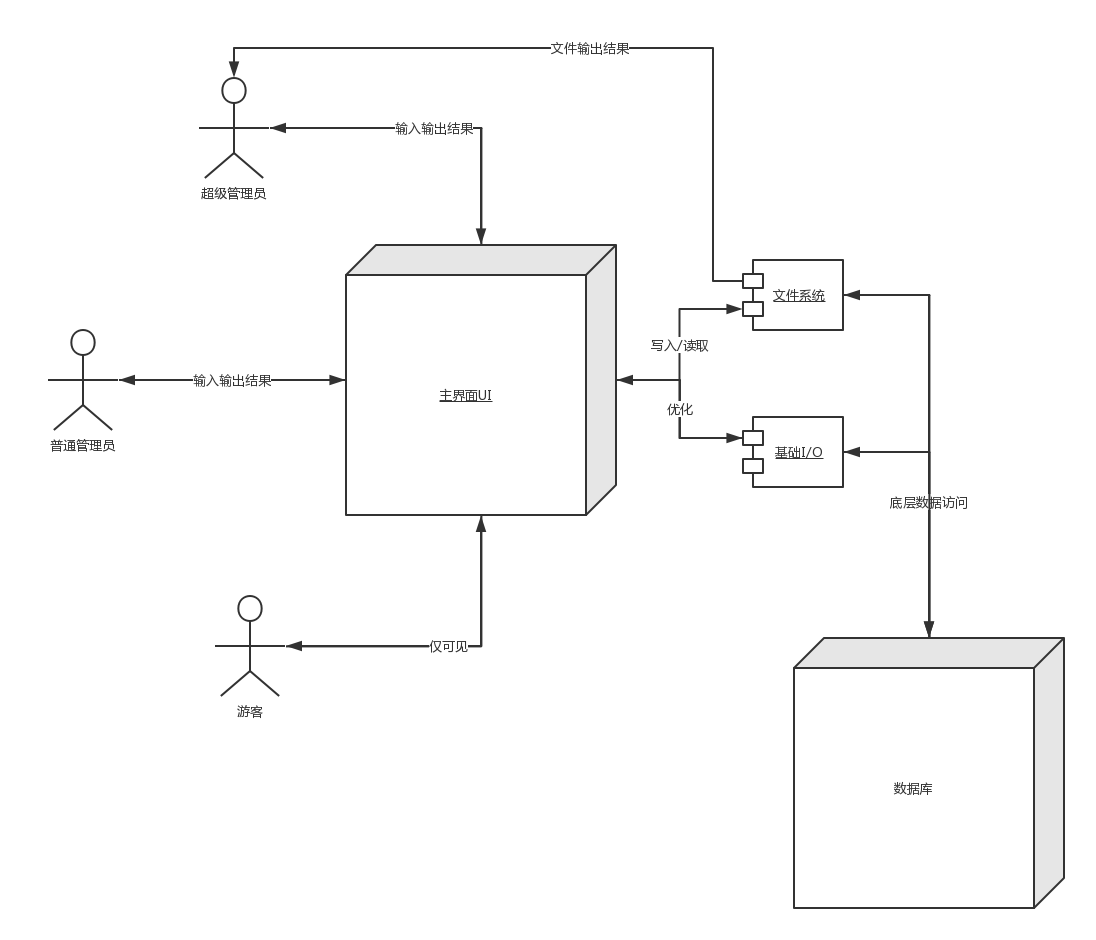 文件输出结果
输入输出结果
超级管理员
文件系统
写入/读取
输入输出结果
主界面UI
优化
普通管理员
基础I/O
底层数据访问
仅可见
游客
数据库